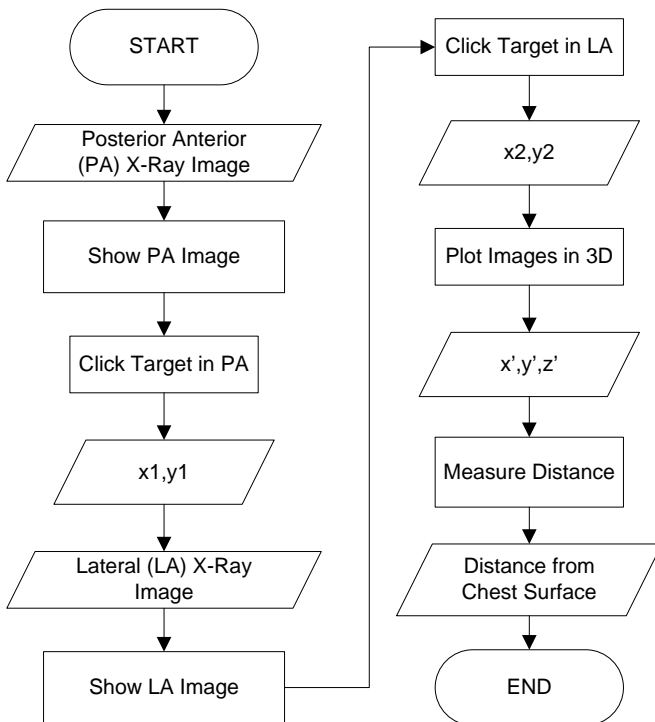 START
Posterior Anterior
(PA) X-Ray Image
Show PA Image
Click Target in PA
x1,y1
Lateral (LA) X-Ray
Image
Show LA Image
Click Target in LA
x2,y2
Plot Images in 3D
x’,y’,z’
Measure Distance
Distance from
Chest Surface
END